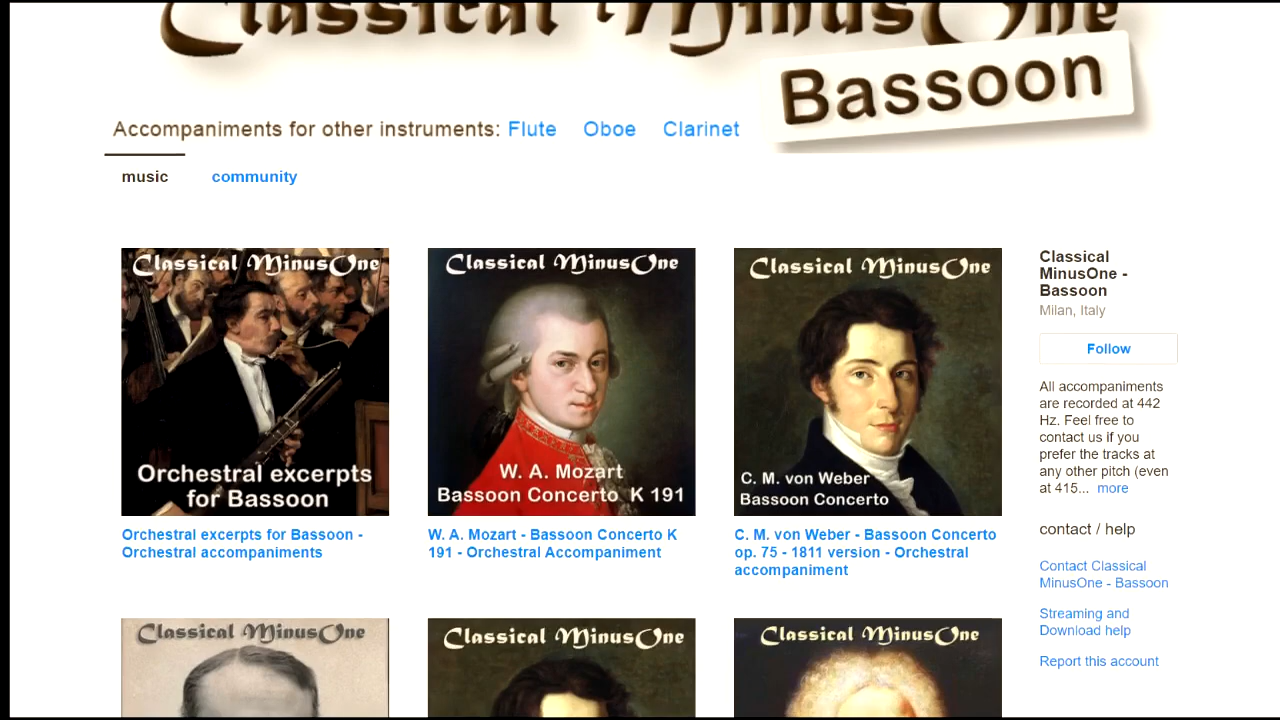 Classical MinusOne
Bassoon
Accompaniments for other instruments: Flute Oboe Clarinet
music community
Classical MinusOne
Orchestral excerpts
for Bassoon
Orchestral excerpts for Bassoon -
Orchestral accompaniments
Classical MinusOne
W. A. Mozart
Bassoon Concerto K 191
W. A. Mozart - Bassoon Concerto K
191 - Orchestral Accompaniment
Classical MinusOne
C. M. von Weber
Bassoon Concerto
C. M. von Weber - Bassoon Concerto
op. 75 - 1811 version - Orchestral
accompaniment
Classical MinusOne
Classical MinusOne
Classical MinusOne
Classical
MinusOne -
Bassoon
Milan, Italy
Follow
All accompaniments
are recorded at 442
Hz. Feel free to
contact us if you
prefer the tracks at
any other pitch (even
at 415... more
contact / help
Contact Classical
MinusOne - Bassoon
Streaming and
Download help
Report this account